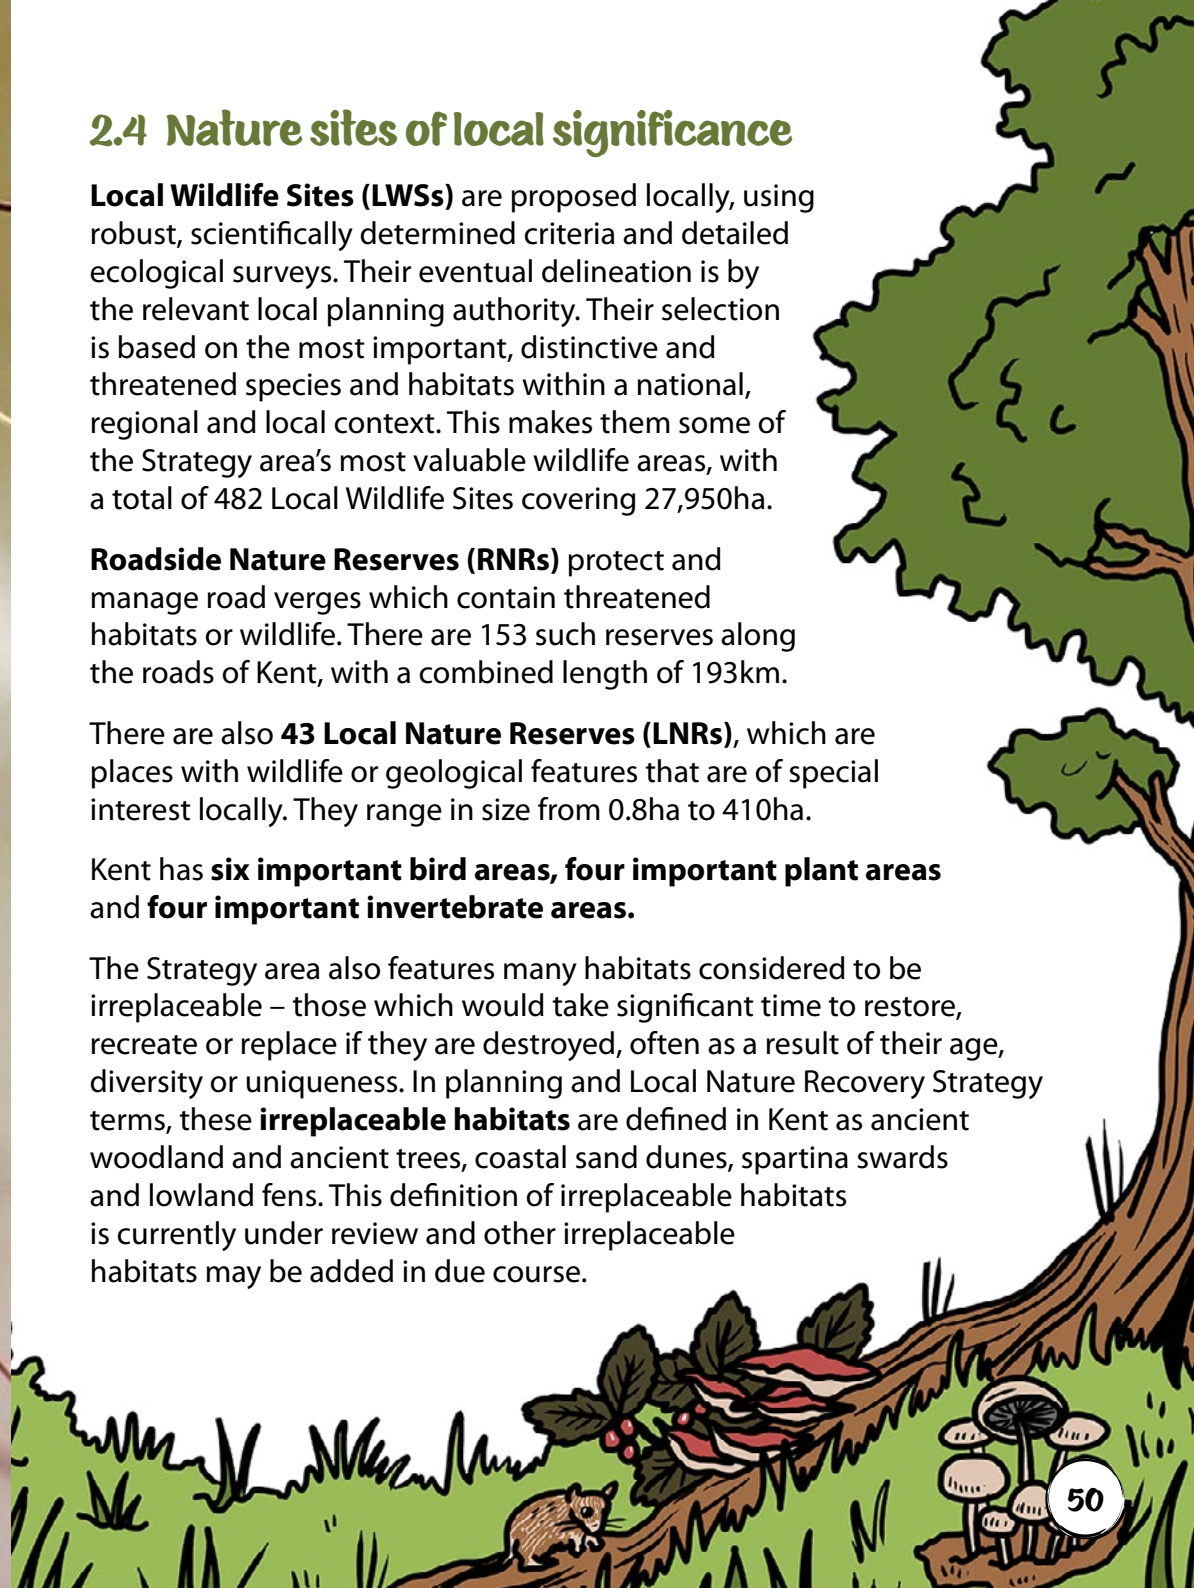 2.4 Nature sites of local significance
Local Wildlife Sites (LWSs) are proposed locally, using
robust, scientifically determined criteria and detailed
ecological surveys. Their eventual delineation is by
the relevant local planning authority. Their selection
is based on the most important, distinctive and
threatened species and habitats within a national,
regional and local context. This makes them some of
the Strategy area’s most valuable wildlife areas, with
a total of 482 Local Wildlife Sites covering 27,950ha.
Roadside Nature Reserves (RNRs) protect and
manage road verges which contain threatened
habitats or wildlife. There are 153 such reserves along
the roads of Kent, with a combined length of 193km.
There are also 43 Local Nature Reserves (LNRs), which are
places with wildlife or geological features that are of special
interest locally. They range in size from 0.8ha to 410ha.
Kent has six important bird areas, four important plant areas
and four important invertebrate areas.
The Strategy area also features many habitats considered to be
irreplaceable – those which would take significant time to restore,
recreate or replace if they are destroyed, often as a result of their age,
diversity or uniqueness. In planning and Local Nature Recovery Strategy
terms, these irreplaceable habitats are defined in Kent as ancient
woodland and ancient trees, coastal sand dunes, spartina swards
and lowland fens. This definition of irreplaceable habitats
is currently under review and other irreplaceable
habitats may be added in due course.
50